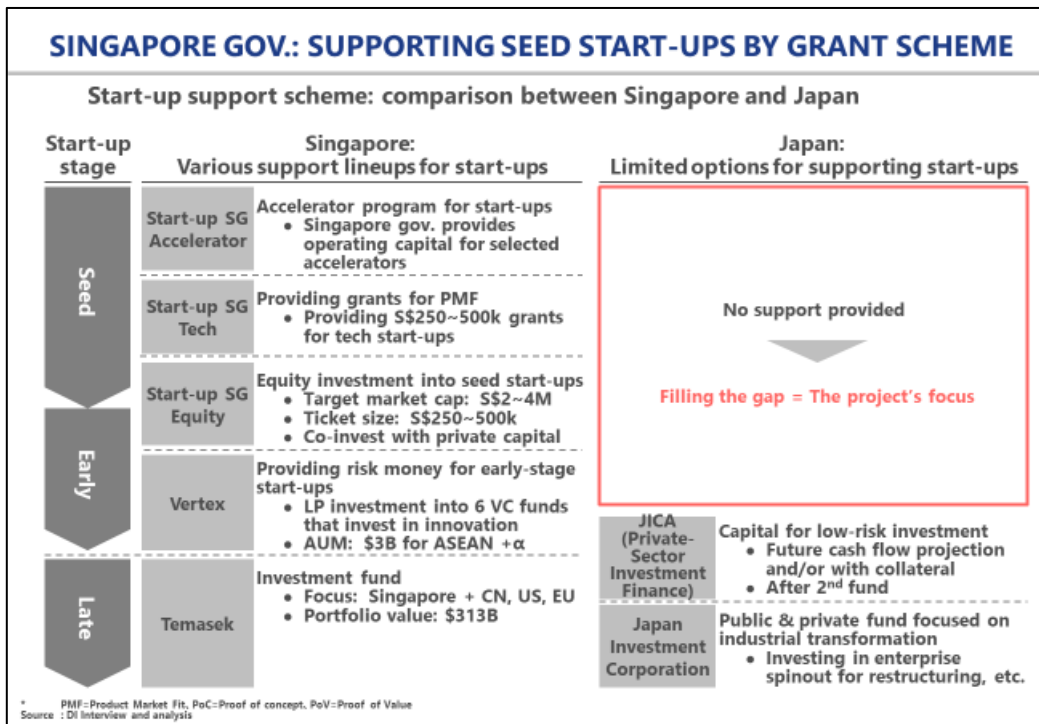 SINGAPORE GOV.: SUPPORTING SEED START-UPS BY GRANT SCHEME
Start-up support scheme: comparison between Singapore and Japan
Start-up
stage
Singapore:
Various support lineups for start-ups
Japan:
Limited options for supporting start-ups
Seed
Start-up SG
Accelerator
Accelerator program for start-ups
• Singapore gov. provides
operating capital for selected
accelerators
Start-up SG
Tech
Providing grants for PMF
• Providing S$250~500k grants
for tech start-ups
Start-up SG
Equity
Equity investment into seed start-ups
• Target market cap: S$2~4M
• Ticket size: S$250~500k
• Co-invest with private capital
No support provided
Filling the gap = The project's focus
Early
Vertex
Providing risk money for early-stage
start-ups
• LP investment into 6 VC funds
that invest in innovation
• AUM: $3B for ASEAN +α
JICA
(Private-
Sector
Investment
Finance)
Capital for low-risk investment
• Future cash flow projection
and/or with collateral
• After 2nd fund
Late
Temasek
Investment fund
• Focus: Singapore + CN, US, EU
• Portfolio value: $313B
Japan
Investment
Corporation
Public & private fund focused on
industrial transformation
• Investing in enterprise
spinout for restructuring, etc.
* PMF=Product Market Fit, PoC=Proof of concept, PoV=Proof of Value
Source : DI Interview and analysis